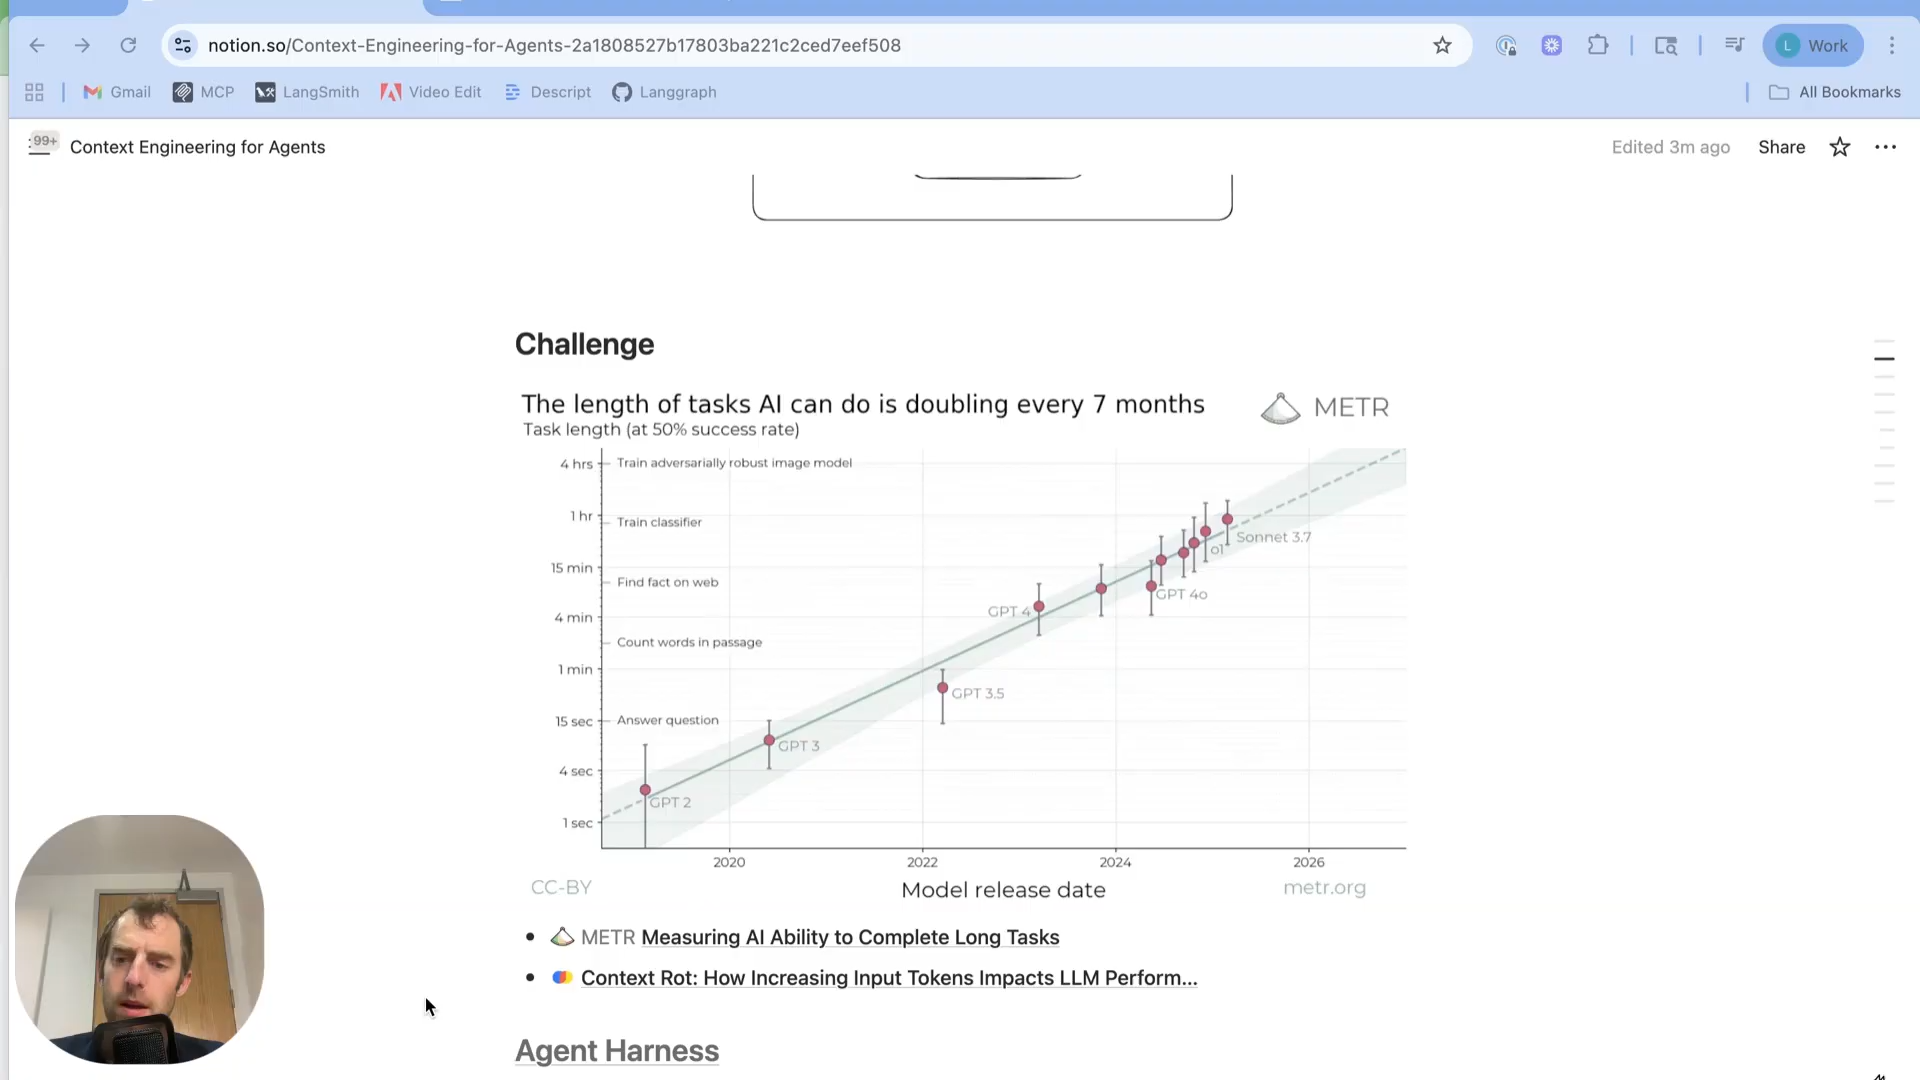 notion.so/Context-Engineering-for-Agents-2a1808527b17803ba221c2ced7eef508
L Work
Gmail
MCP
LangSmith
Video Edit
Descript
Langgraph
All Bookmarks
99+
Context Engineering for Agents
Edited 3m ago
Share
Challenge
The length of tasks AI can do is doubling every 7 months
METR
Task length (at 50% success rate)
4 hrs
Train adversarially robust image model
1 hr
Train classifier
Sonnet 3.7
o1
15 min
Find fact on web
GPT 4o
GPT 4
4 min
Count words in passage
1 min
GPT 3.5
15 sec
Answer question
GPT 3
4 sec
GPT 2
1 sec
2020
2022
2024
2026
CC-BY
Model release date
metr.org
METR Measuring AI Ability to Complete Long Tasks
Context Rot: How Increasing Input Tokens Impacts LLM Perform...
Agent Harness